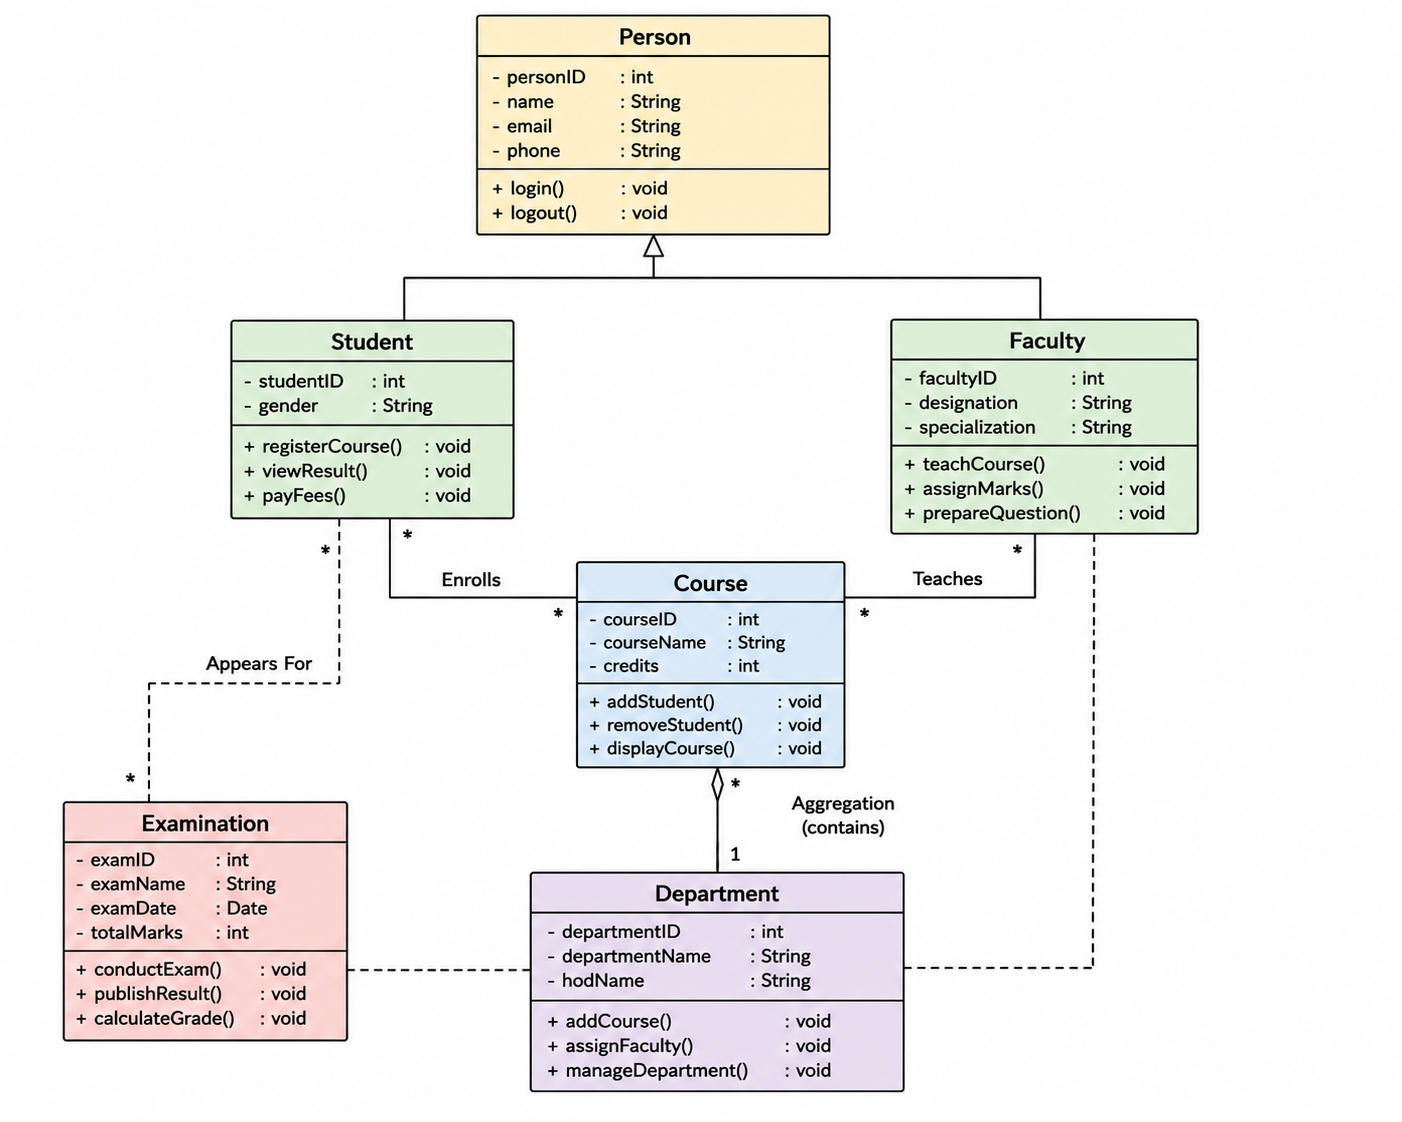 Person
- personID : int
- name : String
- email : String
- phone : String
+ login() : void
+ logout() : void
Student
- studentID : int
- gender : String
+ registerCourse() : void
+ viewResult() : void
+ payFees() : void
Faculty
- facultyID : int
- designation : String
- specialization : String
+ teachCourse() : void
+ assignMarks() : void
+ prepareQuestion() : void
*
*
*
Enrolls
*
Teaches
*
Course
- courseID : int
- courseName : String
- credits : int
+ addStudent() : void
+ removeStudent() : void
+ displayCourse() : void
Appears For
*
*
Aggregation
(contains)
1
Examination
- examID : int
- examName : String
- examDate : Date
- totalMarks : int
+ conductExam() : void
+ publishResult() : void
+ calculateGrade() : void
Department
- departmentID : int
- departmentName : String
- hodName : String
+ addCourse() : void
+ assignFaculty() : void
+ manageDepartment() : void